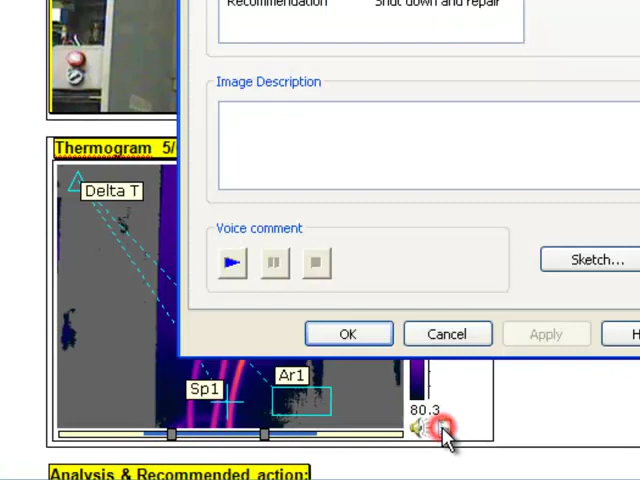 Recommendation Shut down and repair
Image Description
Thermogram 5/
Delta T
Voice comment
Sketch...
OK Cancel Apply
Sp1 Ar1
80.3
Analysis & Recommended action: